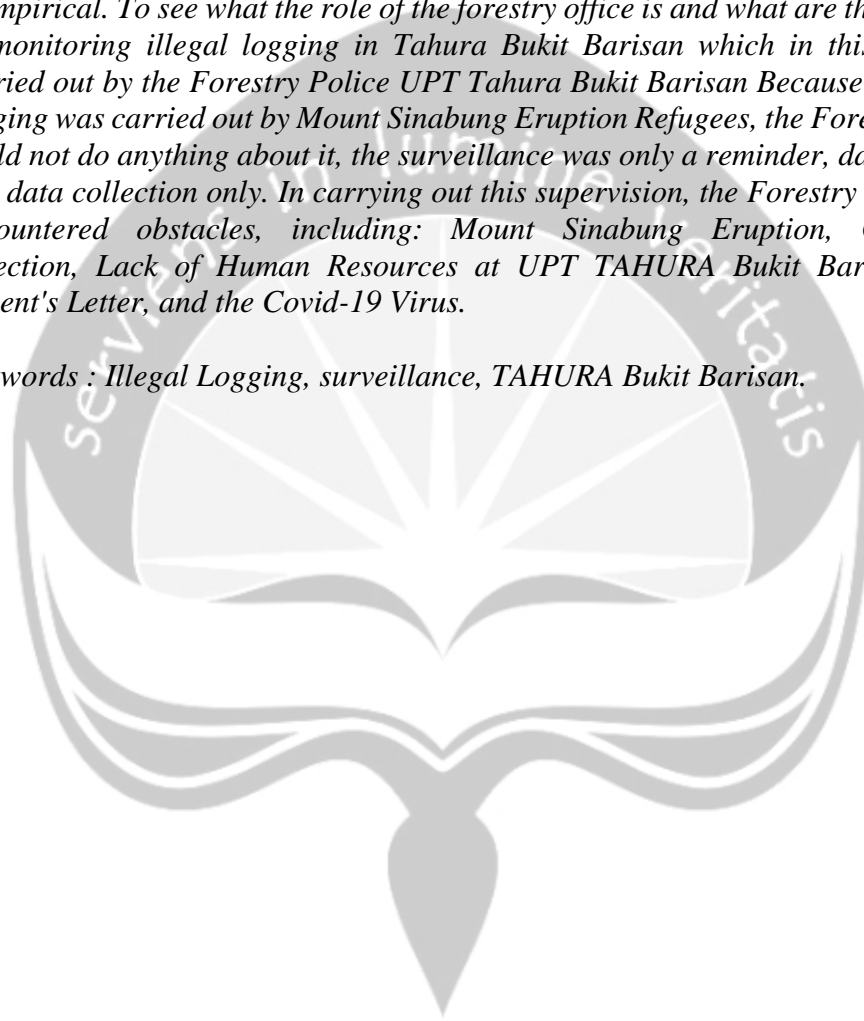 mpirical. To see what the role of the forestry office is and what are th
monitoring illegal logging in Tahura Bukit Barisan which in this
ried out by the Forestry Police UPT Tahura Bukit Barisan Because
ging was carried out by Mount Sinabung Eruption Refugees, the Fore
ld not do anything about it, the surveillance was only a reminder, da
data collection only. In carrying out this supervision, the Forestry
ountered obstacles, including: Mount Sinabung Eruption,
ection, Lack of Human Resources at UPT TAHURA Bukit Bar
ent's Letter, and the Covid-19 Virus.
words : Illegal Logging, surveillance, TAHURA Bukit Barisan.
serviens in lumine veritatis